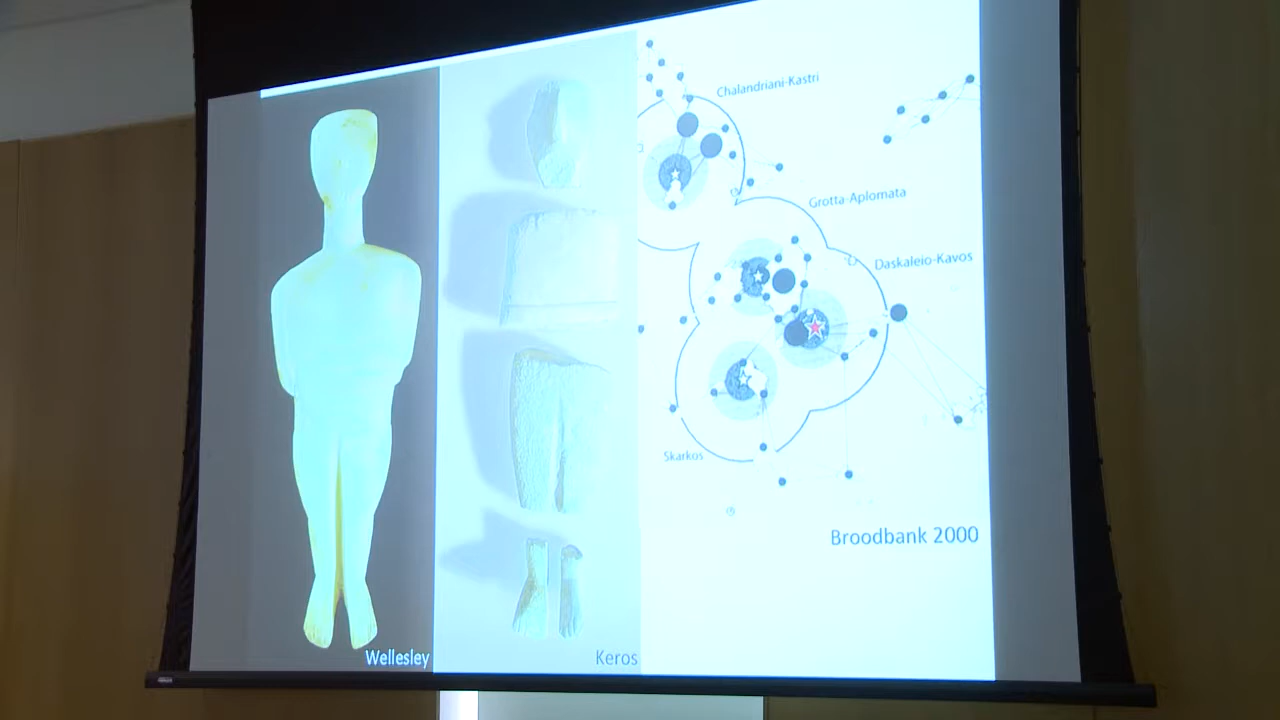 Chalandriani-Kastri
Grotta-Aplomata
Daskaleio-Kavos
Skarkos
Broodbank 2000
Wellesley
Keros